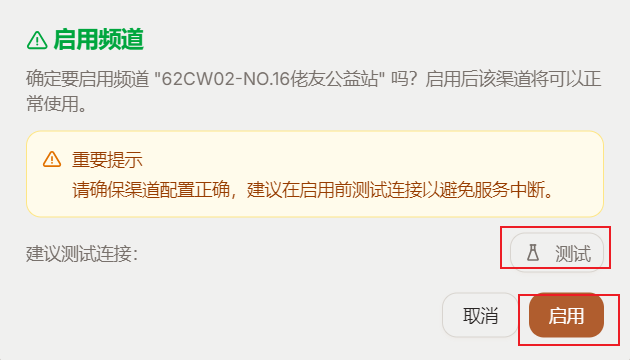 启用频道
确定要启用频道 "62CW02-NO.16佬友公益站" 吗？启用后该渠道将可以正
常使用。
重要提示
请确保渠道配置正确，建议在启用前测试连接以避免服务中断。
建议测试连接：
测试
取消
启用